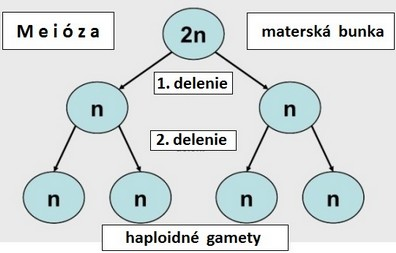 M e i ó z a
2n
materská bunka
1. delenie
n
n
2. delenie
n
n
n
n
haploidné gamety